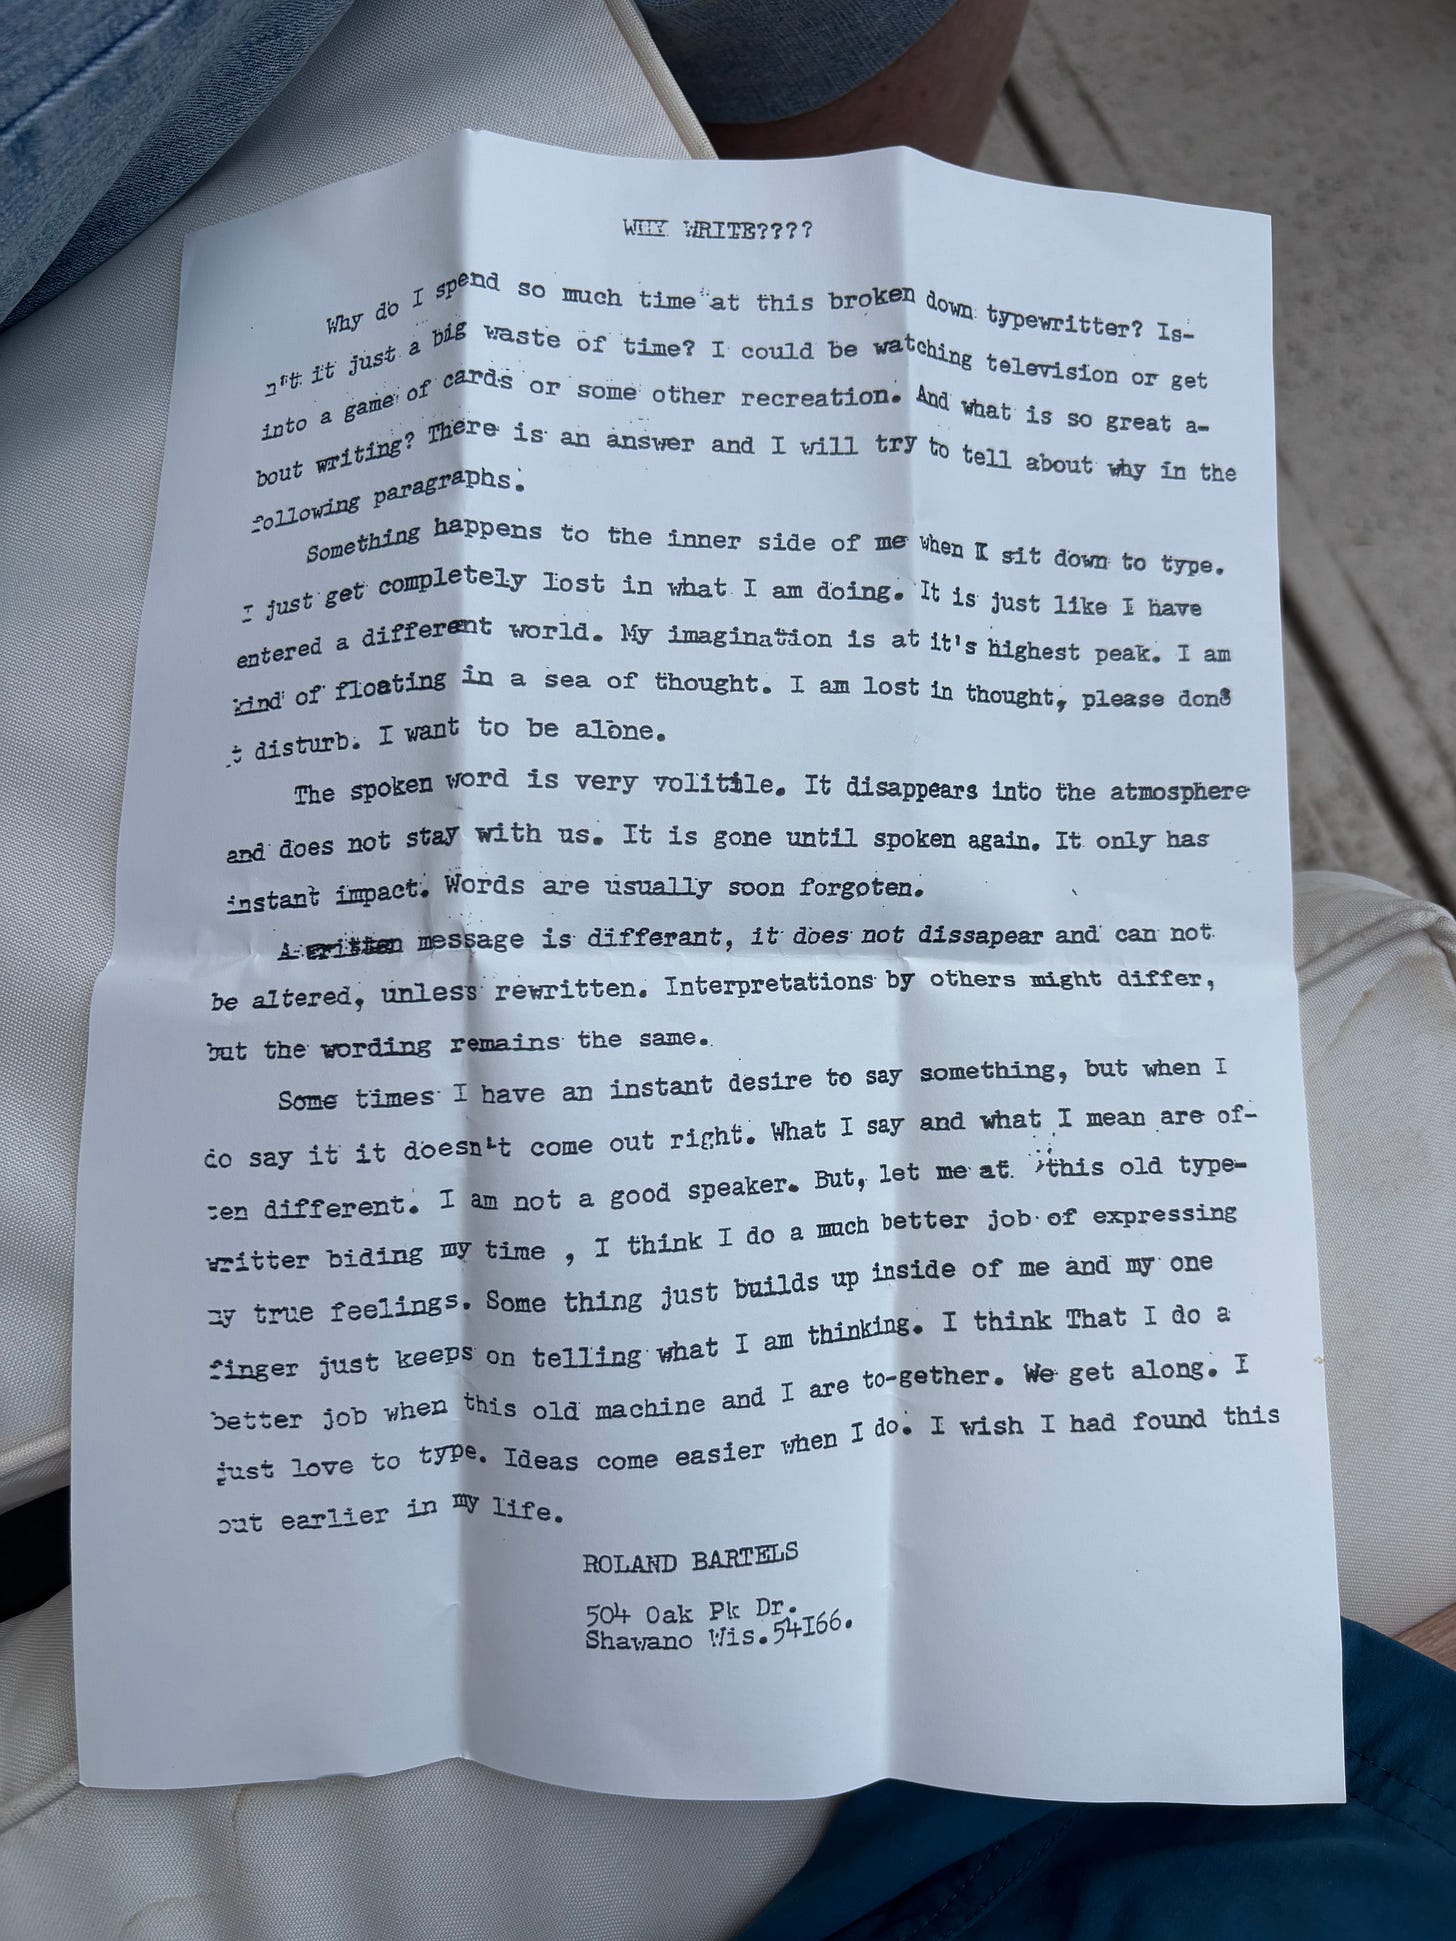 WHY WRITE????
Why do I spend so much time at this broken down typewritter? Is-
n't it just a big waste of time? I could be watching television or get
into a game of cards or some other recreation. And what is so great a-
bout writing? There is an answer and I will try to tell about why in the
following paragraphs.
Something happens to the inner side of me when I sit down to type.
I just get completely lost in what I am doing. It is just like I have
entered a different world. My imagination is at it's highest peak. I am
kind of floating in a sea of thought. I am lost in thought, please don8
t disturb. I want to be alone.
The spoken word is very volitile. It disappears into the atmosphere
and does not stay with us. It is gone until spoken again. It only has
instant impact. Words are usually soon forgoten.
A written message is differant, it does not dissapear and can not
be altered, unless rewritten. Interpretations by others might differ,
but the wording remains the same.
Some times I have an instant desire to say something, but when I
do say it it doesn't come out right. What I say and what I mean are of-
ten different. I am not a good speaker. But, let me at this old type-
writter biding my time , I think I do a much better job of expressing
my true feelings. Some thing just builds up inside of me and my one
finger just keeps on telling what I am thinking. I think That I do a
better job when this old machine and I are to-gether. We get along. I
just love to type. Ideas come easier when I do. I wish I had found this
out earlier in my life.
ROLAND BARTELS
504 Oak Pk Dr.
Shawano Wis.54I66.